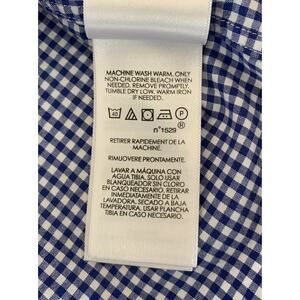 MACHINE WASH WARM, ONLY
NON-CHLORINE BLEACH WHEN
NEEDED, REMOVE PROMPTLY,
TUMBLE DRY LOW, WARM IRON
IF NEEDED.
40 P
n°1529 H
RETIRER RAPIDEMENT DE LA
MACHINE.
RIMUOVERE PRONTAMENTE.
LAVAR A MÁQUINA CON
AGUA TIBIA, SOLO USAR
BLANQUEADOR SIN CLORO
EN CASO NECESARIO, RETIRAR
INMEDIATAMENTE DE LA
LAVADORA, SECADO A BAJA
TEMPERATURA, USAR PLANCHA
TIBIA EN CASO NECESARIO.